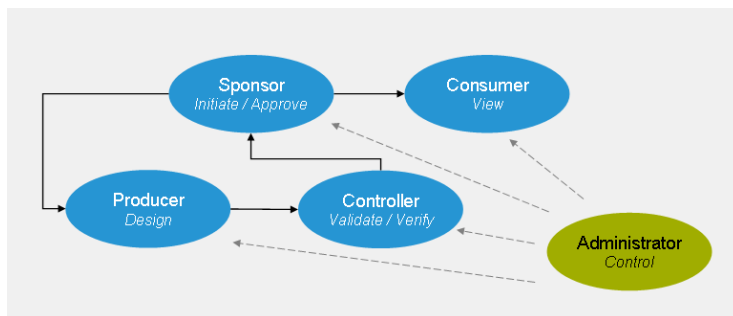 Sponsor
Initiate / Approve
Consumer
View
Producer
Design
Controller
Validate / Verify
Administrator
Control